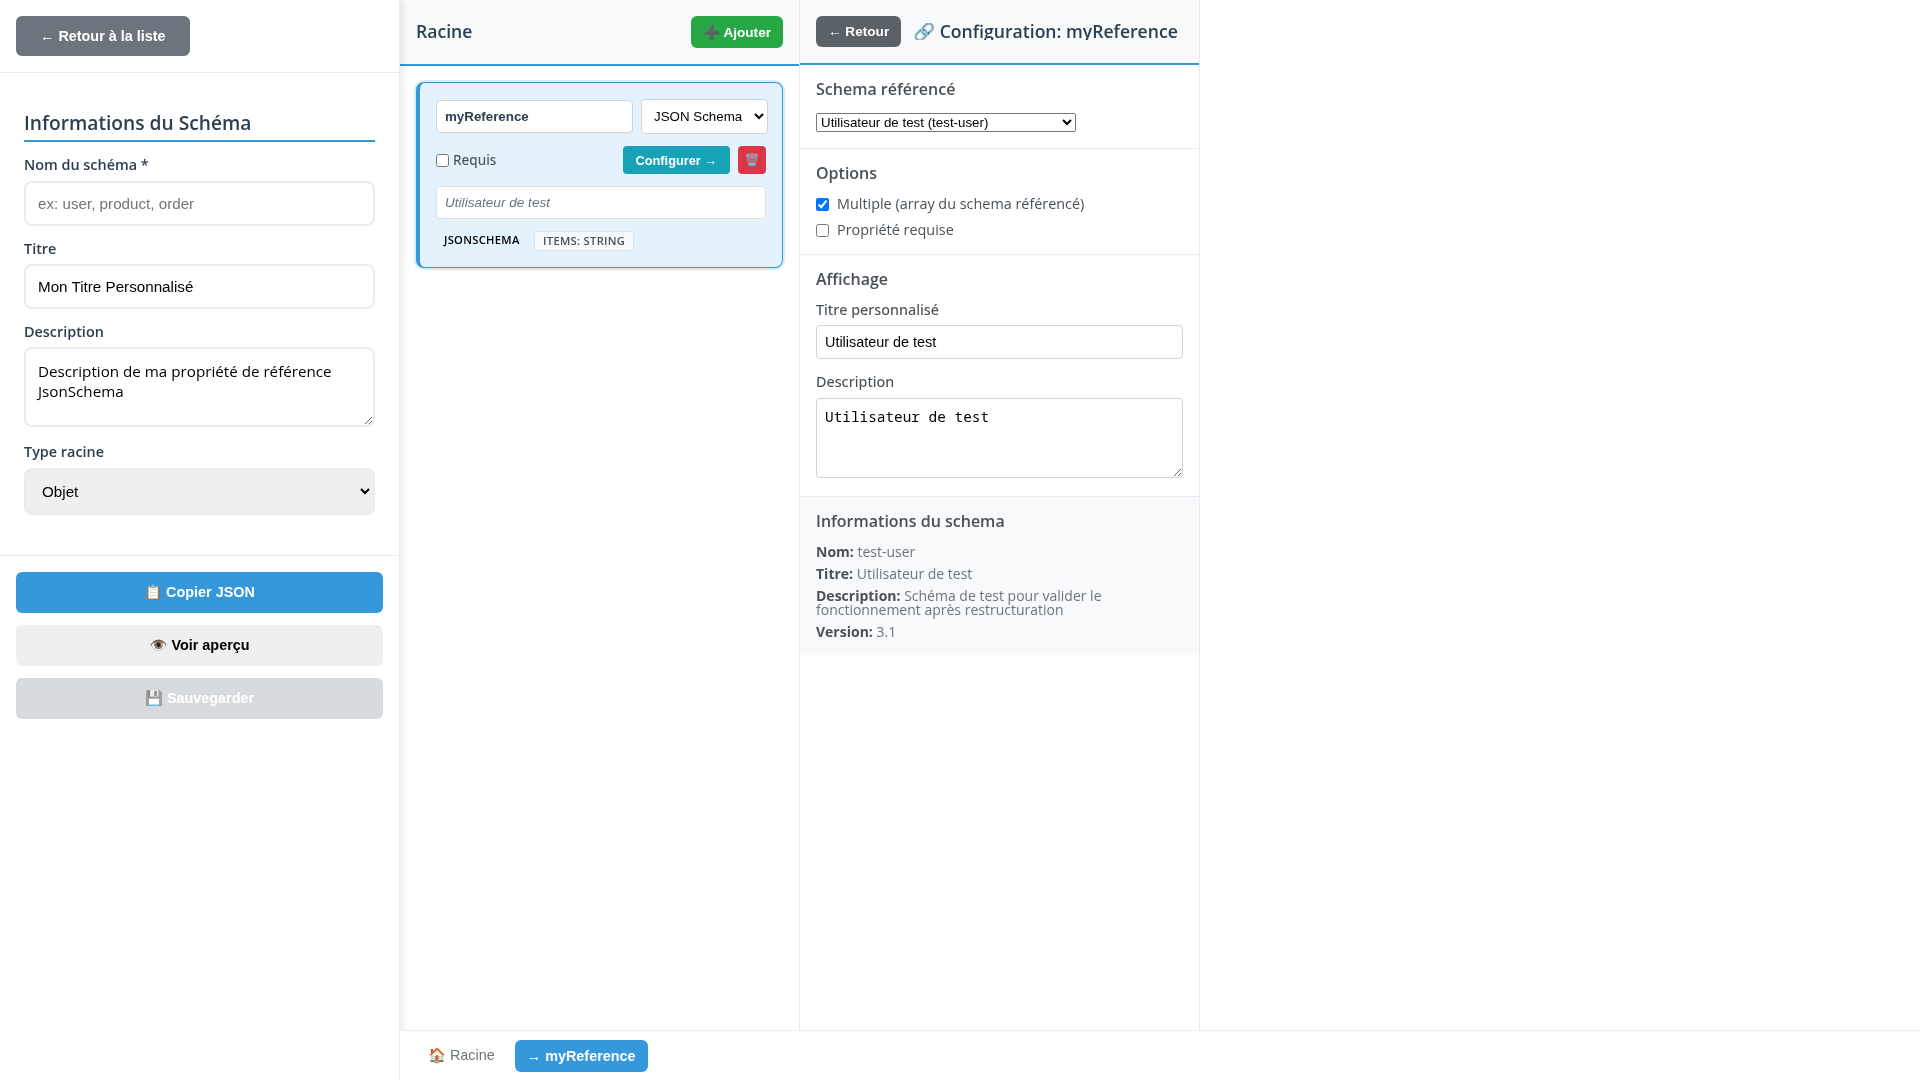 ← Retour à la liste
Informations du Schéma
Nom du schéma *
ex: user, product, order
Titre
Mon Titre Personnalisé
Description
Description de ma propriété de référence
JsonSchema
Type racine
Objet
📋 Copier JSON
👁️ Voir aperçu
💾 Sauvegarder
Racine
➕ Ajouter
myReference
JSON Schema
Requis
Configurer →
🗑️
Utilisateur de test
JSONSCHEMA
ITEMS: STRING
← Retour
🔗 Configuration: myReference
Schema référencé
Utilisateur de test (test-user)
Options
Multiple (array du schema référencé)
Propriété requise
Affichage
Titre personnalisé
Utilisateur de test
Description
Utilisateur de test
Informations du schema
Nom: test-user
Titre: Utilisateur de test
Description: Schéma de test pour valider le
fonctionnement après restructuration
Version: 3.1
🏠 Racine
→ myReference